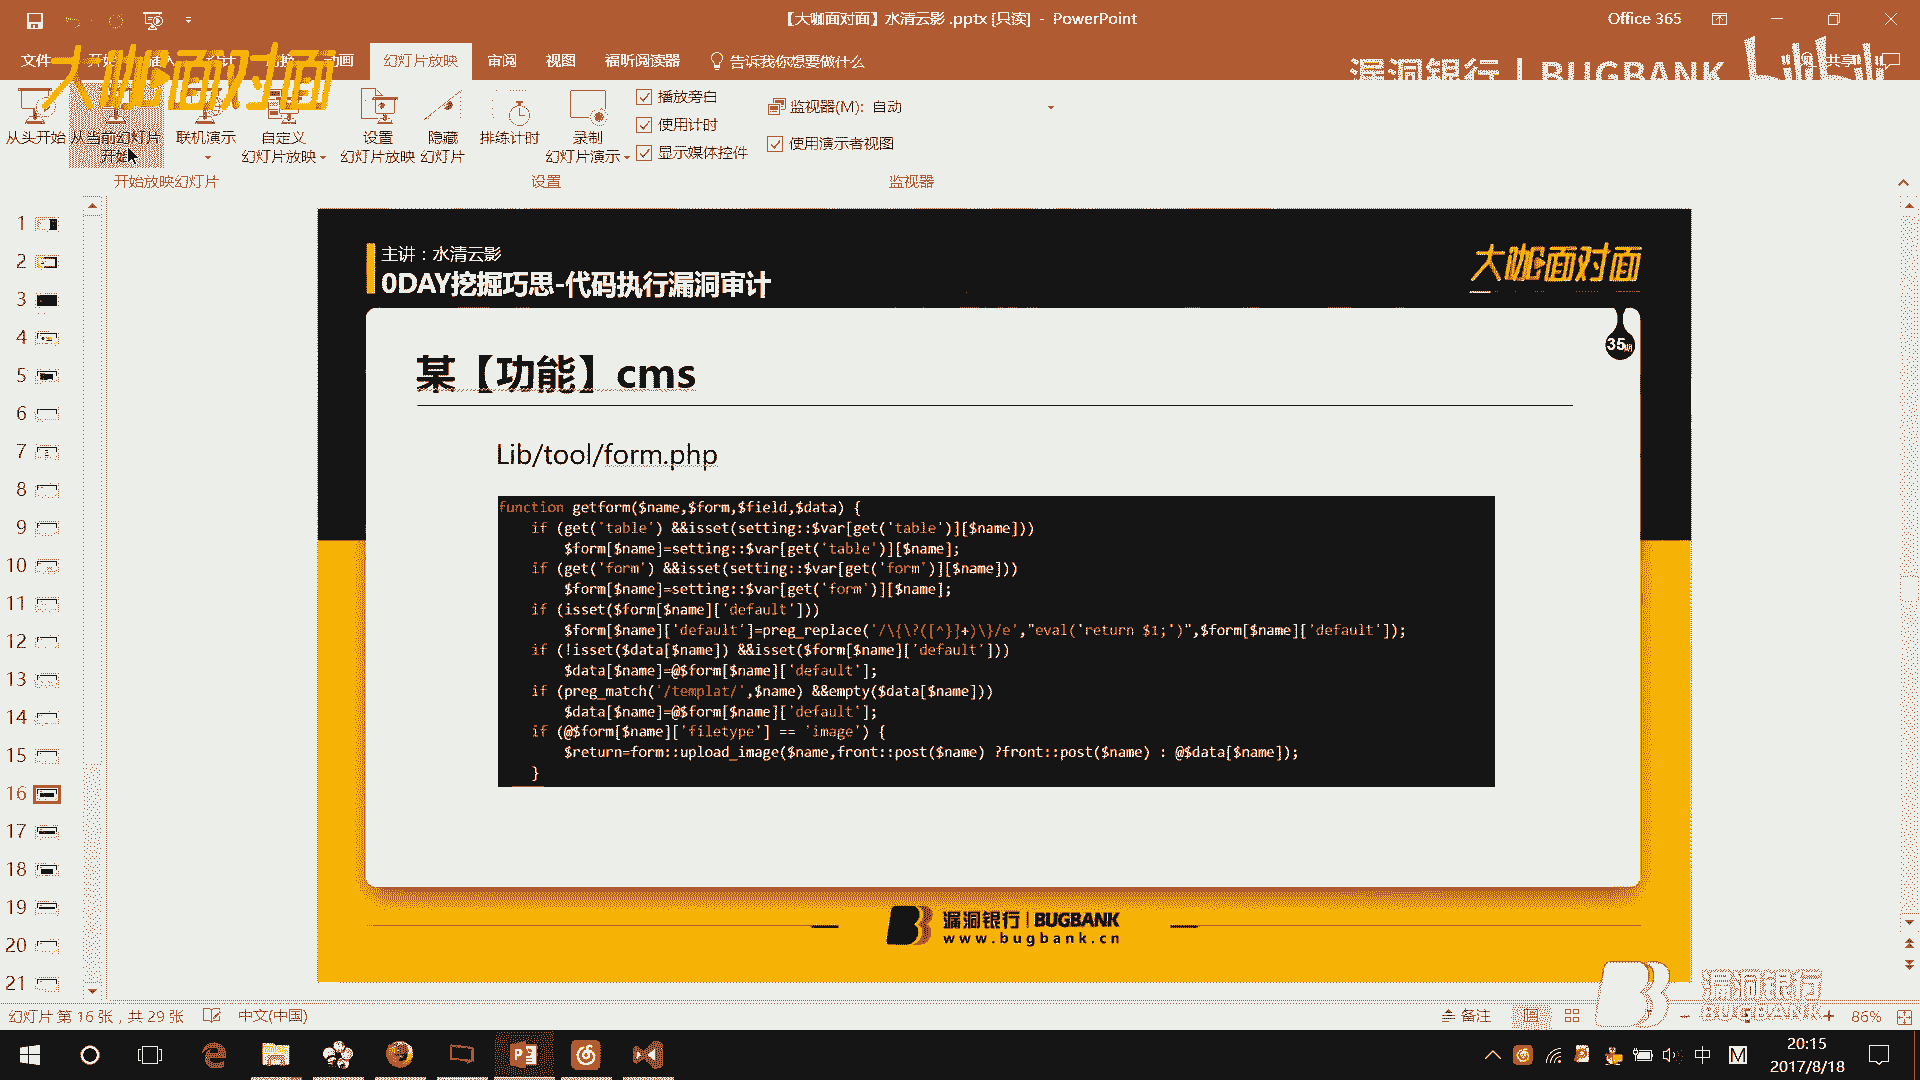 【大咖面对面】水清云影 .pptx [只读] - PowerPoint
Office 365
文件
动画
幻灯片放映
审阅
视图
福昕阅读器
告诉我你想要做什么
共享
大咖面对面
漏洞银行 | BUGBANK
bilibili
从头开始
从当前幻灯片
开始
联机演示
自定义
幻灯片放映
设置
幻灯片放映
隐藏
幻灯片
排练计时
录制
幻灯片演示
播放旁白
使用计时
显示媒体控件
监视器(M): 自动
使用演示者视图
开始放映幻灯片
设置
监视器
1
2
3
4
5
6
7
8
9
10
11
12
13
14
15
16
17
18
19
20
21
主讲：水清云影
0DAY挖掘巧思-代码执行漏洞审计
大咖面对面
35期
某【功能】cms
Lib/tool/form.php
function getform($name,$form,$field,$data) {
if (get('table') &&isset(setting::$var[get('table')][$name]))
$form[$name]=setting::$var[get('table')][$name];
if (get('form') &&isset(setting::$var[get('form')][$name]))
$form[$name]=setting::$var[get('form')][$name];
if (isset($form[$name]['default']))
$form[$name]['default']=preg_replace('/\{\?([^}]+)\}/e',"eval('return $1;')",$form[$name]['default']);
if (!isset($data[$name]) &&isset($form[$name]['default']))
$data[$name]=@$form[$name]['default'];
if (preg_match('/templat/',$name) &&empty($data[$name]))
$data[$name]=@$form[$name]['default'];
if (@$form[$name]['filetype'] == 'image') {
$return=form::upload_image($name,front::post($name) ?front::post($name) : @$data[$name]);
}
漏洞银行 | BUGBANK
www.bugbank.cn
漏洞银行
BUGBANK
幻灯片 第 16 张，共 29 张
中文(中国)
备注
86%
中
M
20:15
2017/8/18